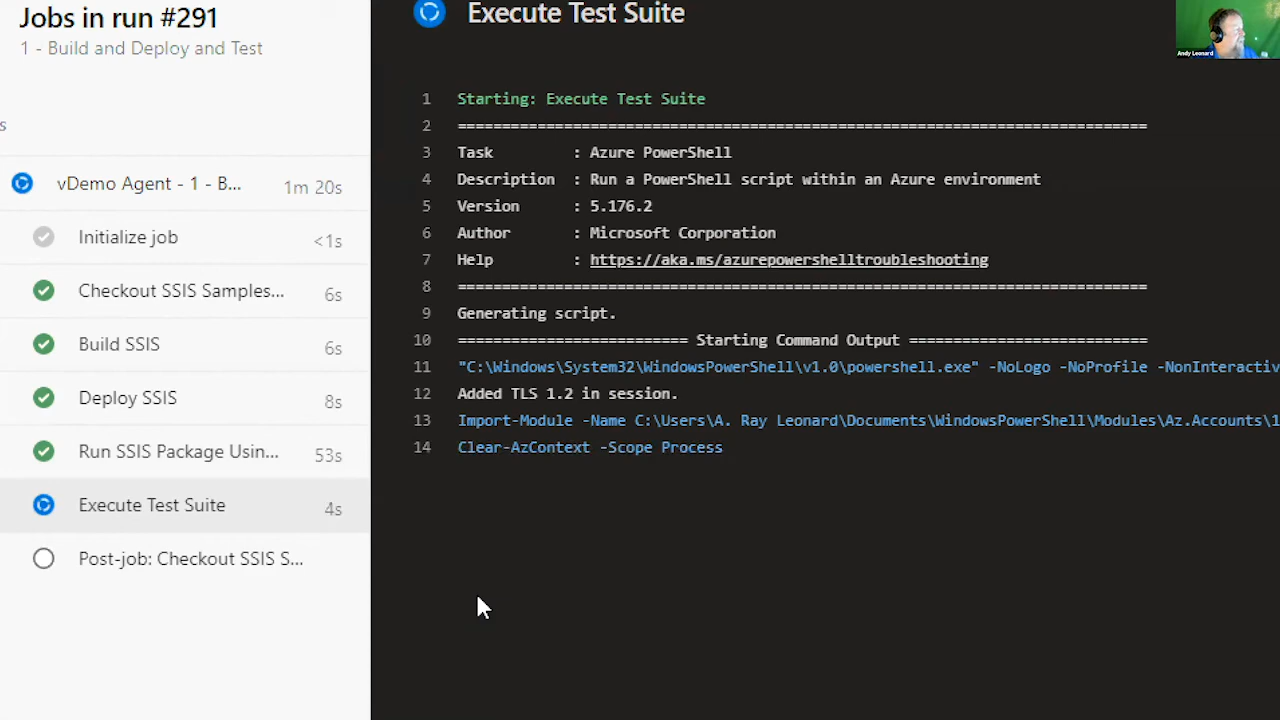 Jobs in run #291
1 - Build and Deploy and Test
s
vDemo Agent - 1 - B... 1m 20s
Initialize job <1s
Checkout SSIS Samples... 6s
Build SSIS 6s
Deploy SSIS 8s
Run SSIS Package Usin... 53s
Execute Test Suite 4s
Post-job: Checkout SSIS S...
Execute Test Suite
Andy Leonard
1 Starting: Execute Test Suite
2 ==============================================================================
3 Task : Azure PowerShell
4 Description : Run a PowerShell script within an Azure environment
5 Version : 5.176.2
6 Author : Microsoft Corporation
7 Help : https://aka.ms/azurepowershelltroubleshooting
8 ==============================================================================
9 Generating script.
10 ========================== Starting Command Output ===========================
11 "C:\Windows\System32\WindowsPowerShell\v1.0\powershell.exe" -NoLogo -NoProfile -NonInteractiv
12 Added TLS 1.2 in session.
13 Import-Module -Name C:\Users\A. Ray Leonard\Documents\WindowsPowerShell\Modules\Az.Accounts\1
14 Clear-AzContext -Scope Process